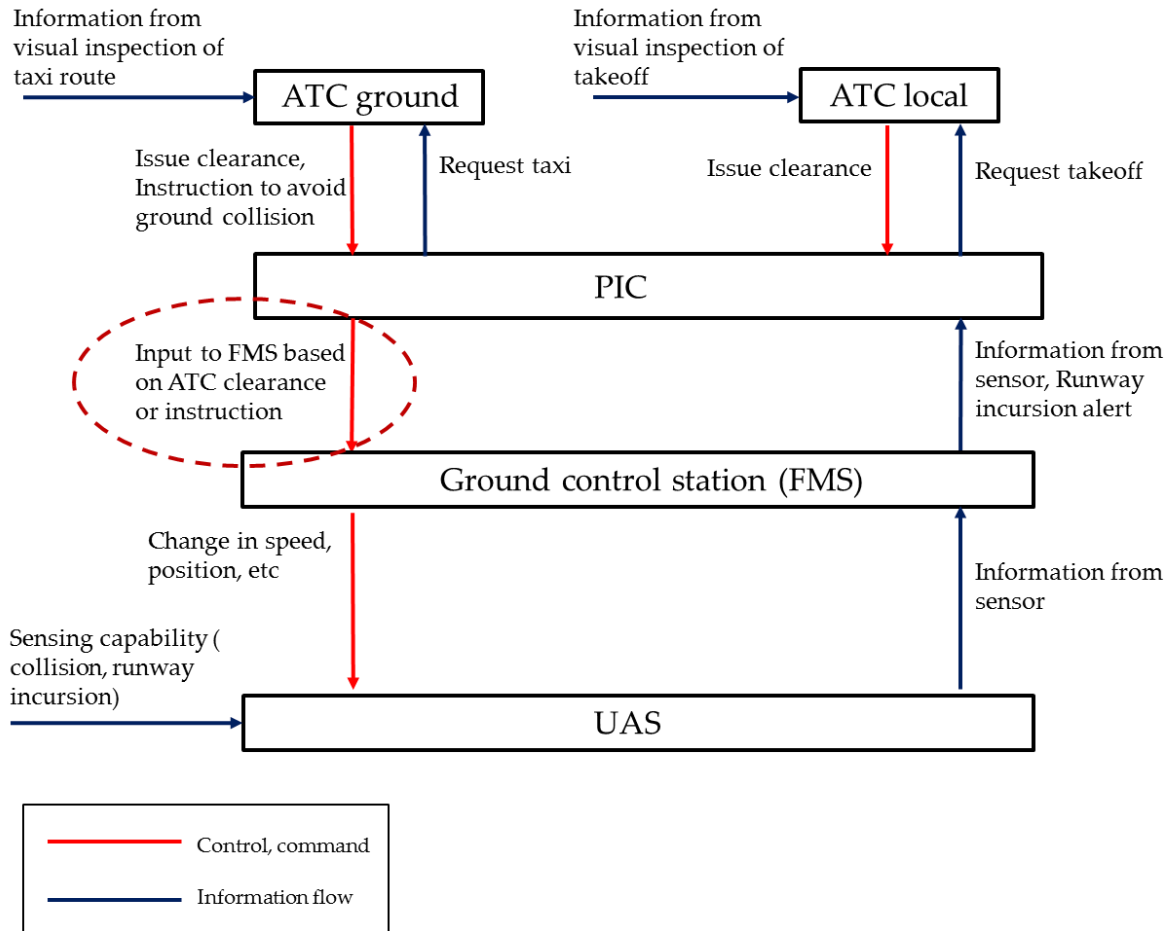 Information from
visual inspection of
taxi route
Information from
visual inspection of
takeoff
ATC ground
ATC local
Issue clearance,
Instruction to avoid
ground collision
Request taxi
Issue clearance
Request takeoff
PIC
Input to FMS based
on ATC clearance
or instruction
Information from
sensor, Runway
incursion alert
Ground control station (FMS)
Change in speed,
position, etc
Information from
sensor
Sensing capability (
collision, runway
incursion)
UAS
Control, command
Information flow